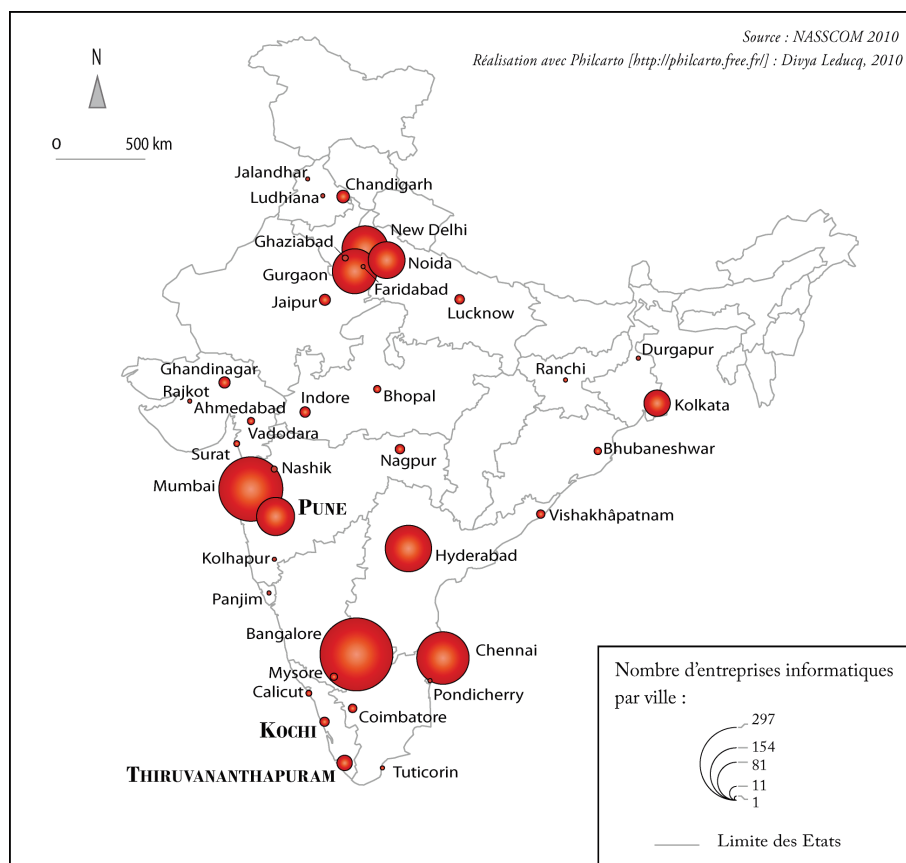 Source : NASSCOM 2010
Réalisation avec Philcarto [http://philcarto.free.fr/] : Divya Leducq, 2010
N
0 500 km
Jalandhar
Ludhiana
Chandigarh
New Delhi
Ghaziabad
Noida
Gurgaon
Faridabad
Jaipur
Lucknow
Durgapur
Ghandinagar
Ranchi
Rajkot
Bhopal
Indore
Ahmedabad
Kolkata
Vadodara
Surat
Nagpur
Bhubaneshwar
Nashik
Mumbai
PUNE
Vishakhâpatnam
Hyderabad
Kolhapur
Panjim
Bangalore
Chennai
Mysore
Calicut
Pondicherry
Coimbatore
KOCHI
THIRUVANANTHAPURAM
Tuticorin
Nombre d'entreprises informatiques
par ville :
297
154
81
11
1
Limite des Etats